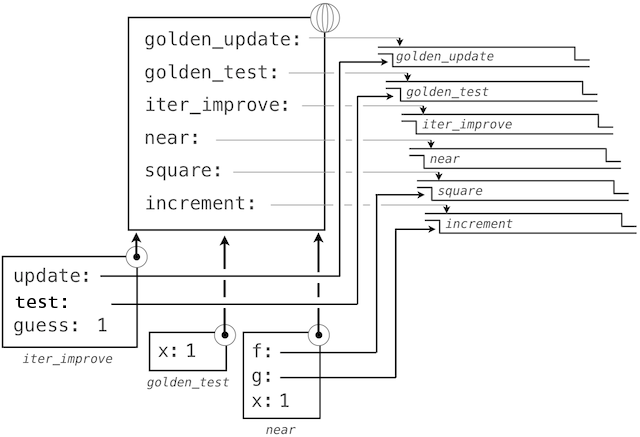 golden_update:
golden_test:
iter_improve:
near:
square:
increment:
golden_update
golden_test
iter_improve
near
square
increment
update:
test:
guess: 1
iter_improve
x: 1
golden_test
f:
g:
x: 1
near